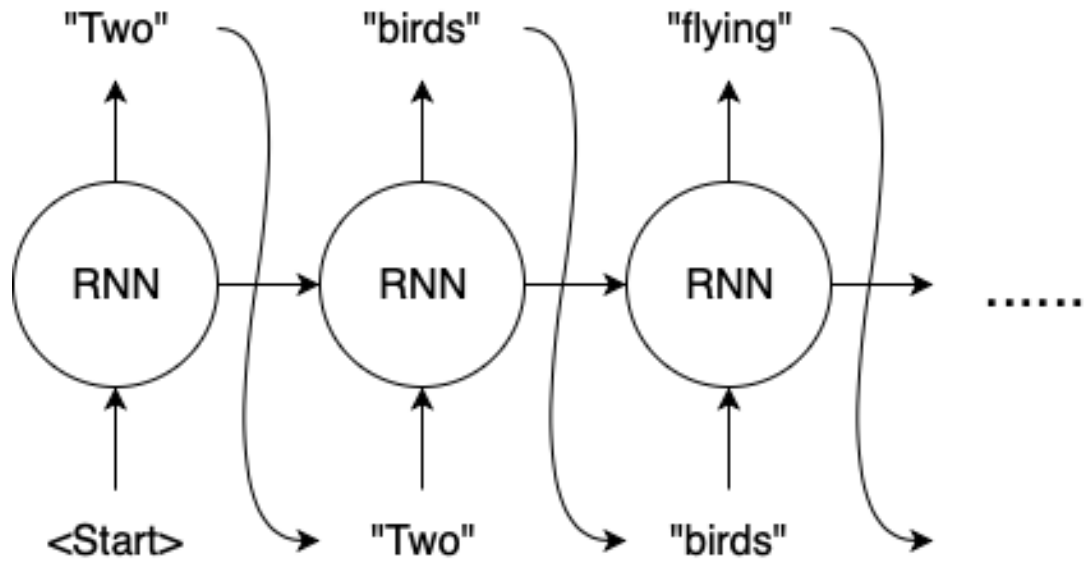 "Two" "birds" "flying"
RNN RNN RNN ......
<Start> "Two" "birds"